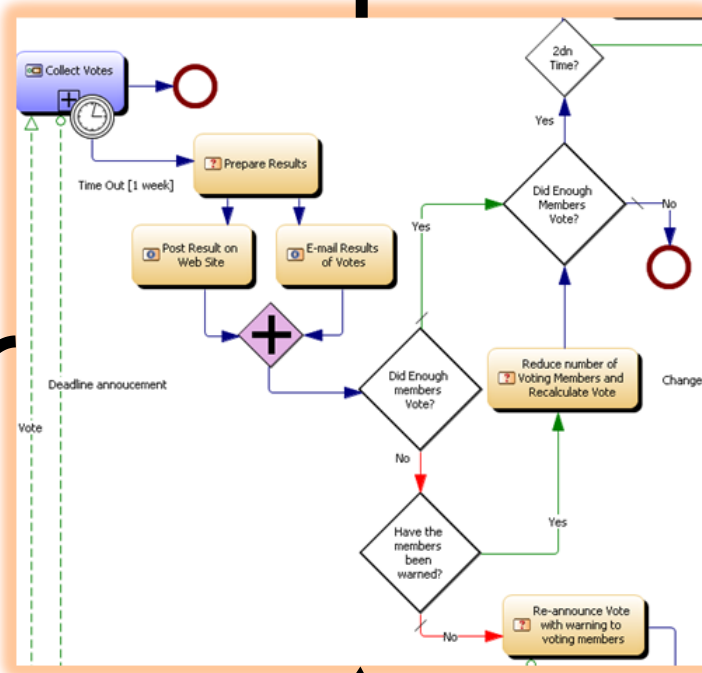 2dn
Time?
Collect Votes
Yes
Prepare Results
Time Out [1 week]
Did Enough
Members
Vote?
No
Yes
Post Result on
Web Site
E-mail Results
of Votes
Reduce number of
Voting Members and
Recalculate Vote
Did Enough
members
Vote?
Deadline annoucement
Change
Vote
No
Have the
members
been
warned?
Yes
Re-announce Vote
with warning to
voting members
No